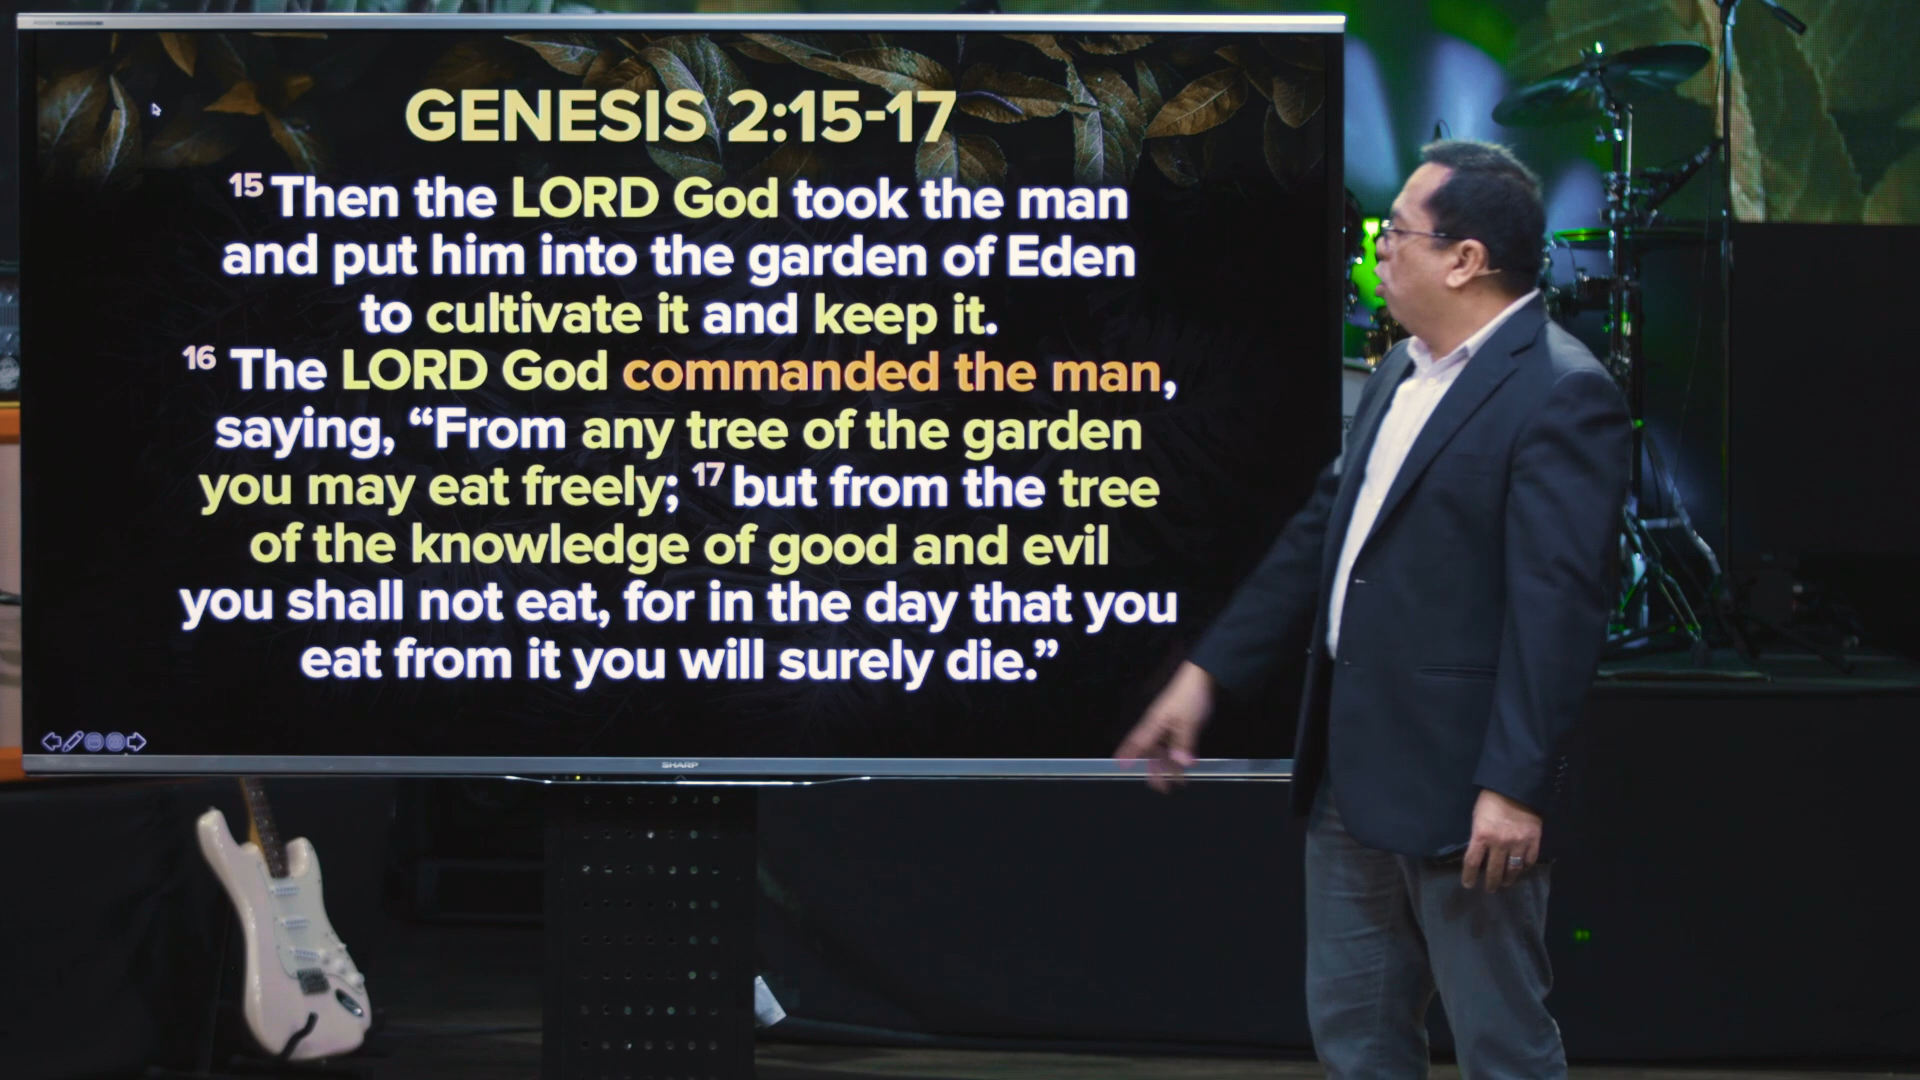 GENESIS 2:15-17
15 Then the LORD God took the man
and put him into the garden of Eden
to cultivate it and keep it.
16 The LORD God commanded the man,
saying, “From any tree of the garden
you may eat freely; 17 but from the tree
of the knowledge of good and evil
you shall not eat, for in the day that you
eat from it you will surely die.”
SHARP